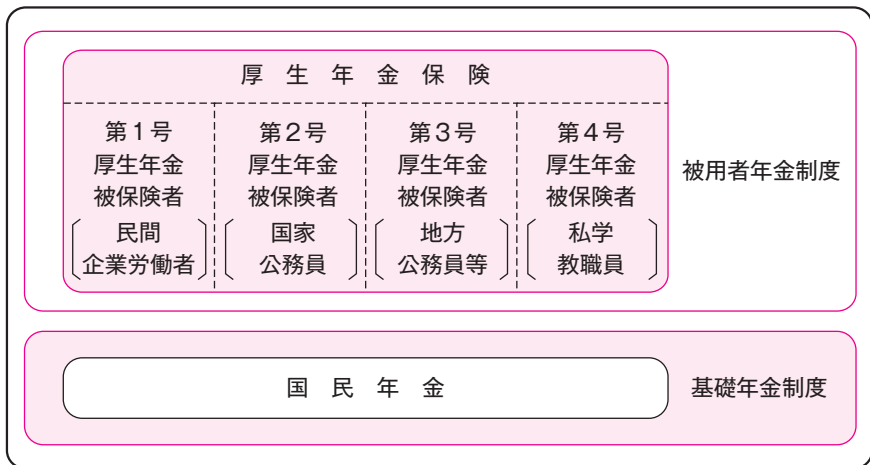 厚生年金保険
第1号
厚生年金
被保険者
民間
企業労働者
第2号
厚生年金
被保険者
国家
公務員
第3号
厚生年金
被保険者
地方
公務員等
第4号
厚生年金
被保険者
私学
教職員
被用者年金制度
国民年金
基礎年金制度